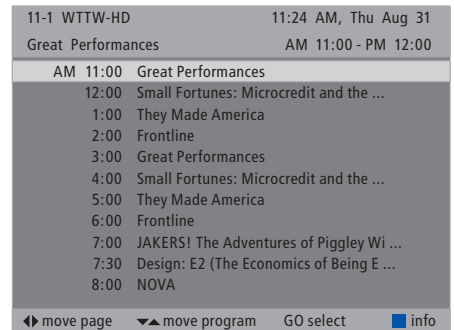 11-1 WTTW-HD 11:24 AM, Thu Aug 31
Great Performances AM 11:00 - PM 12:00
AM 11:00 Great Performances
12:00 Small Fortunes: Microcredit and the ...
1:00 They Made America
2:00 Frontline
3:00 Great Performances
4:00 Small Fortunes: Microcredit and the ...
5:00 They Made America
6:00 Frontline
7:00 JAKERS! The Adventures of Piggley Wi ...
7:30 Design: E2 (The Economics of Being E ...
8:00 NOVA
◀▶ move page ▼▲ move program GO select info